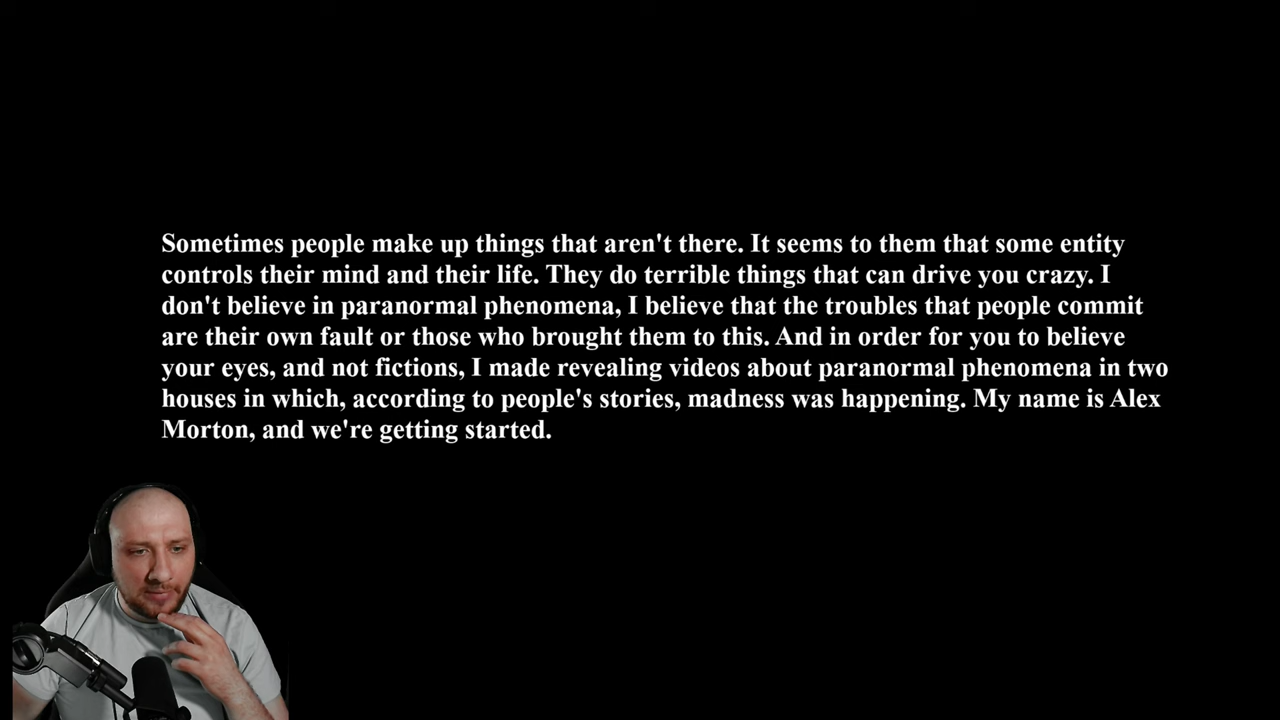 Sometimes people make up things that aren't there. It seems to them that some entity
controls their mind and their life. They do terrible things that can drive you crazy. I
don't believe in paranormal phenomena, I believe that the troubles that people commit
are their own fault or those who brought them to this. And in order for you to believe
your eyes, and not fictions, I made revealing videos about paranormal phenomena in two
houses in which, according to people's stories, madness was happening. My name is Alex
Morton, and we're getting started.